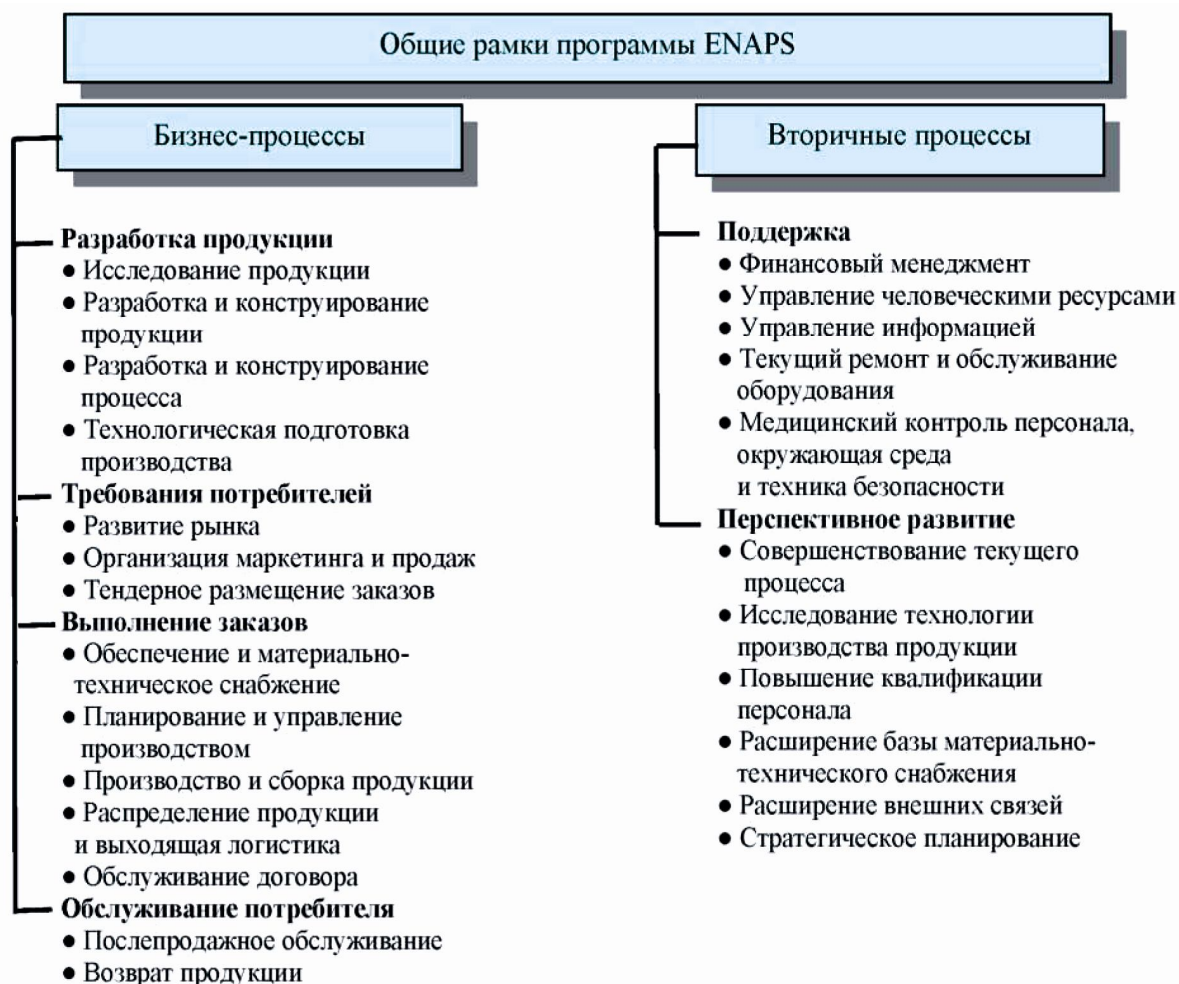 Общие рамки программы ENAPS
Бизнес-процессы
Разработка продукции
● Исследование продукции
● Разработка и конструирование
продукции
● Разработка и конструирование
процесса
● Технологическая подготовка
производства
Требования потребителей
● Развитие рынка
● Организация маркетинга и продаж
● Тендерное размещение заказов
Выполнение заказов
● Обеспечение и материально-
техническое снабжение
● Планирование и управление
производством
● Производство и сборка продукции
● Распределение продукции
и выходящая логистика
● Обслуживание договора
Обслуживание потребителя
● Послепродажное обслуживание
● Возврат продукции
Вторичные процессы
Поддержка
● Финансовый менеджмент
● Управление человеческими ресурсами
● Управление информацией
● Текущий ремонт и обслуживание
оборудования
● Медицинский контроль персонала,
окружающая среда
и техника безопасности
Перспективное развитие
● Совершенствование текущего
процесса
● Исследование технологии
производства продукции
● Повышение квалификации
персонала
● Расширение базы материально-
технического снабжения
● Расширение внешних связей
● Стратегическое планирование